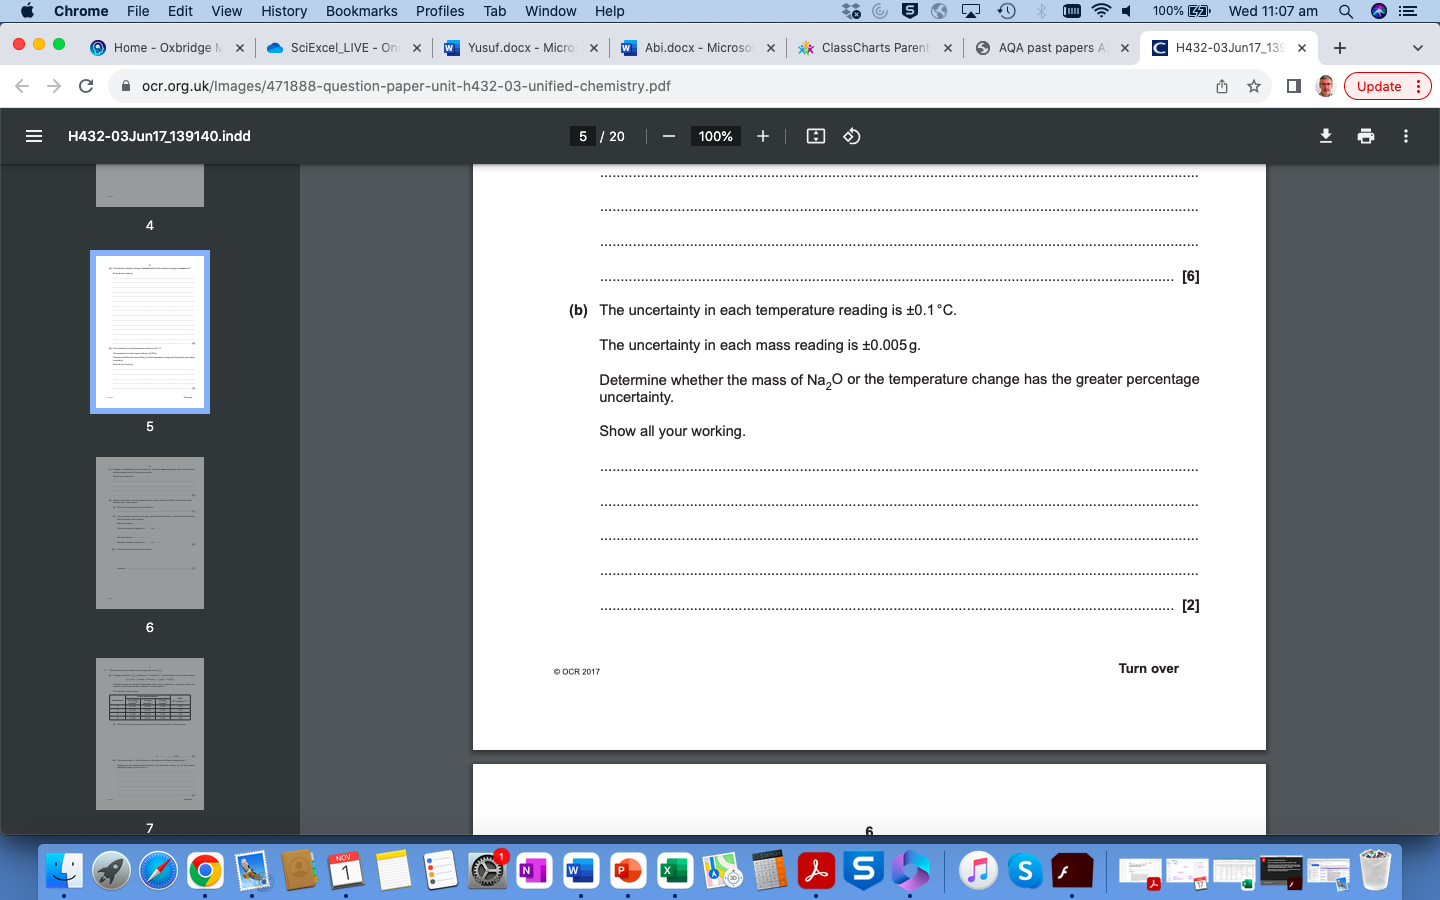 Chrome File Edit View History Bookmarks Profiles Tab Window Help 100% Wed 11:07 am
Home - Oxbridge M
SciExcel_LIVE - On
Yusuf.docx - Micro
Abi.docx - Microso
ClassCharts Parent
AQA past papers A
H432-03Jun17_139
ocr.org.uk/Images/471888-question-paper-unit-h432-03-unified-chemistry.pdf
Update
H432-03Jun17_139140.indd
5 / 20
100%
4
5
6
7
[6]
(b) The uncertainty in each temperature reading is ±0.1 °C.
The uncertainty in each mass reading is ±0.005 g.
Determine whether the mass of Na₂O or the temperature change has the greater percentage
uncertainty.
Show all your working.
[2]
© OCR 2017
Turn over
6
NOV
1
1
17